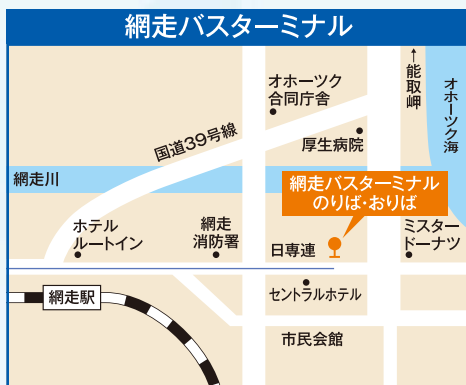 網走バスターミナル
オホーツク
合同庁舎
↑能取岬
オホーツク海
国道39号線
厚生病院
網走川
網走バスターミナル
のりば・おりば
ホテル
ルートイン
網走
消防署
日専連
ミスター
ドーナツ
網走駅
セントラルホテル
市民会館